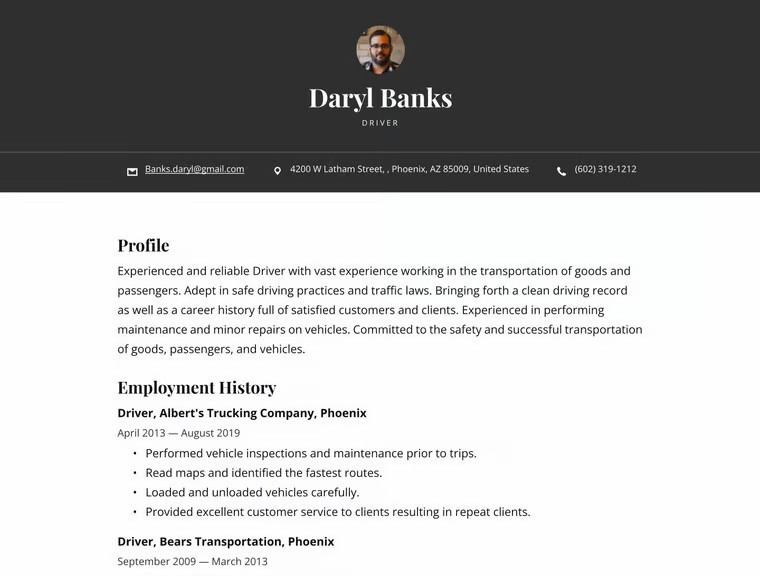 Daryl Banks
DRIVER
Banks.daryl@gmail.com 4200 W Latham Street, , Phoenix, AZ 85009, United States (602) 319-1212
Profile
Experienced and reliable Driver with vast experience working in the transportation of goods and
passengers. Adept in safe driving practices and traffic laws. Bringing forth a clean driving record
as well as a career history full of satisfied customers and clients. Experienced in performing
maintenance and minor repairs on vehicles. Committed to the safety and successful transportation
of goods, passengers, and vehicles.
Employment History
Driver, Albert's Trucking Company, Phoenix
April 2013 — August 2019
• Performed vehicle inspections and maintenance prior to trips.
• Read maps and identified the fastest routes.
• Loaded and unloaded vehicles carefully.
• Provided excellent customer service to clients resulting in repeat clients.
Driver, Bears Transportation, Phoenix
September 2009 — March 2013